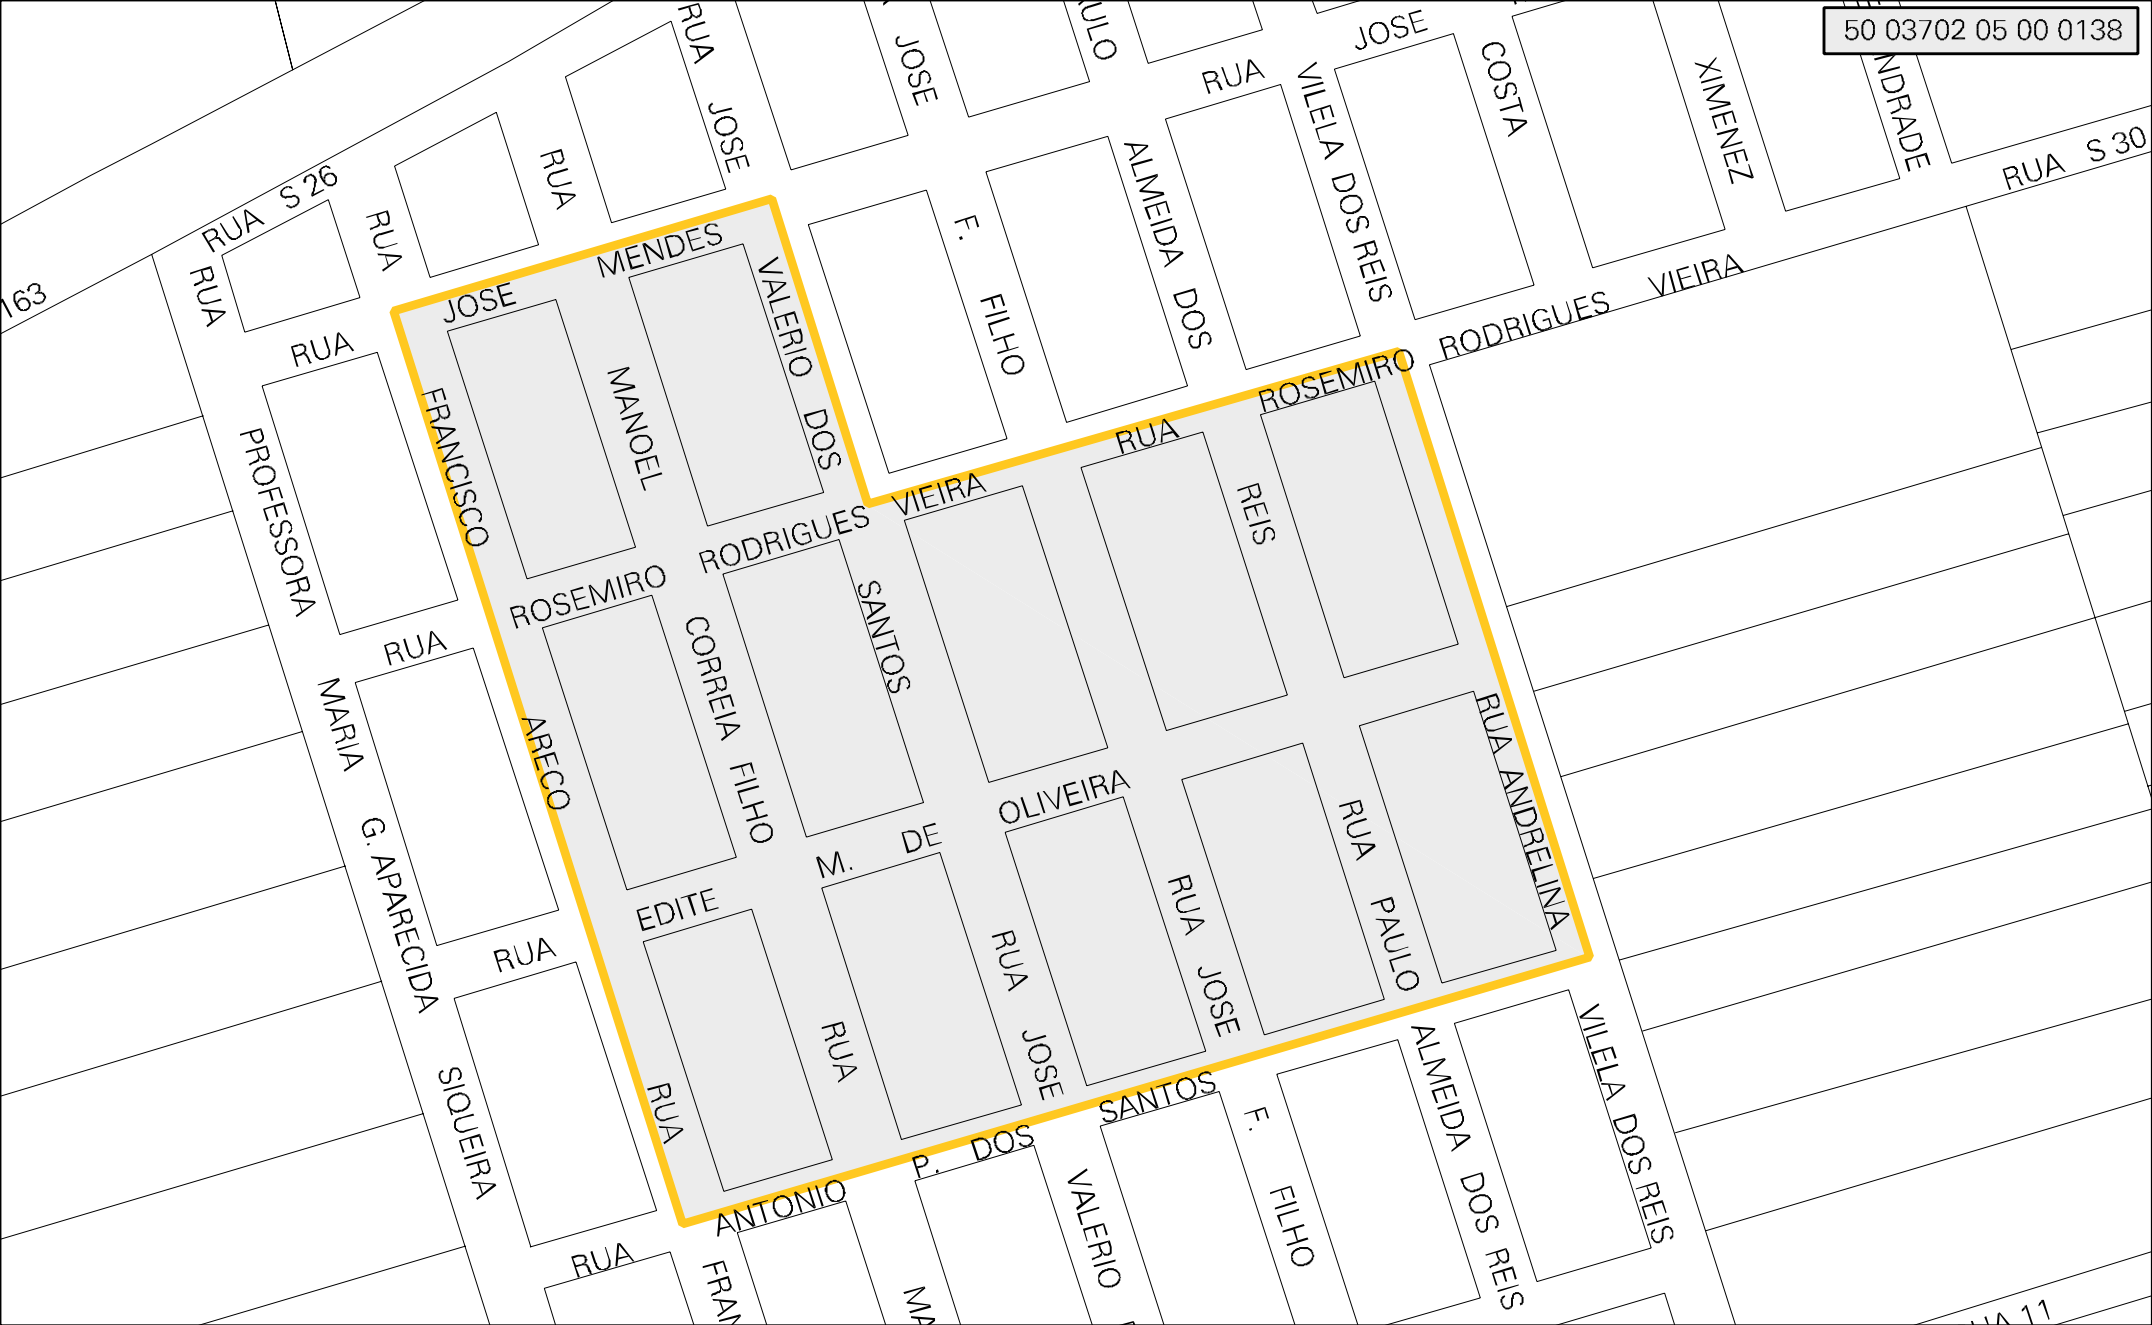 50 03702 05 00 0138
RUA JOSE
JOSE
RUA JOSE
COSTA
XIMENEZ
RUA S 30
RUA S 26
RUA
RUA
RUA
163
VILELA DOS REIS
ALMEIDA DOS
F. FILHO
JOSE MENDES
VALERIO DOS
RUA
FRANCISCO
MANOEL
RODRIGUES VIEIRA
RUA ROSEMIRO
ROSEMIRO RODRIGUES VIEIRA
REIS
SANTOS
PROFESSORA
MARIA G. APARECIDA
SIQUEIRA
RUA
CORREIA FILHO
ARECO
EDITE M. DE OLIVEIRA
RUA ANDRELINA
RUA PAULO
RUA JOSE
RUA JOSE
RUA
RUA
RUA
ANTONIO P. DOS SANTOS
RUA
VALERIO
F. FILHO
ALMEIDA DOS REIS
VILELA DOS REIS